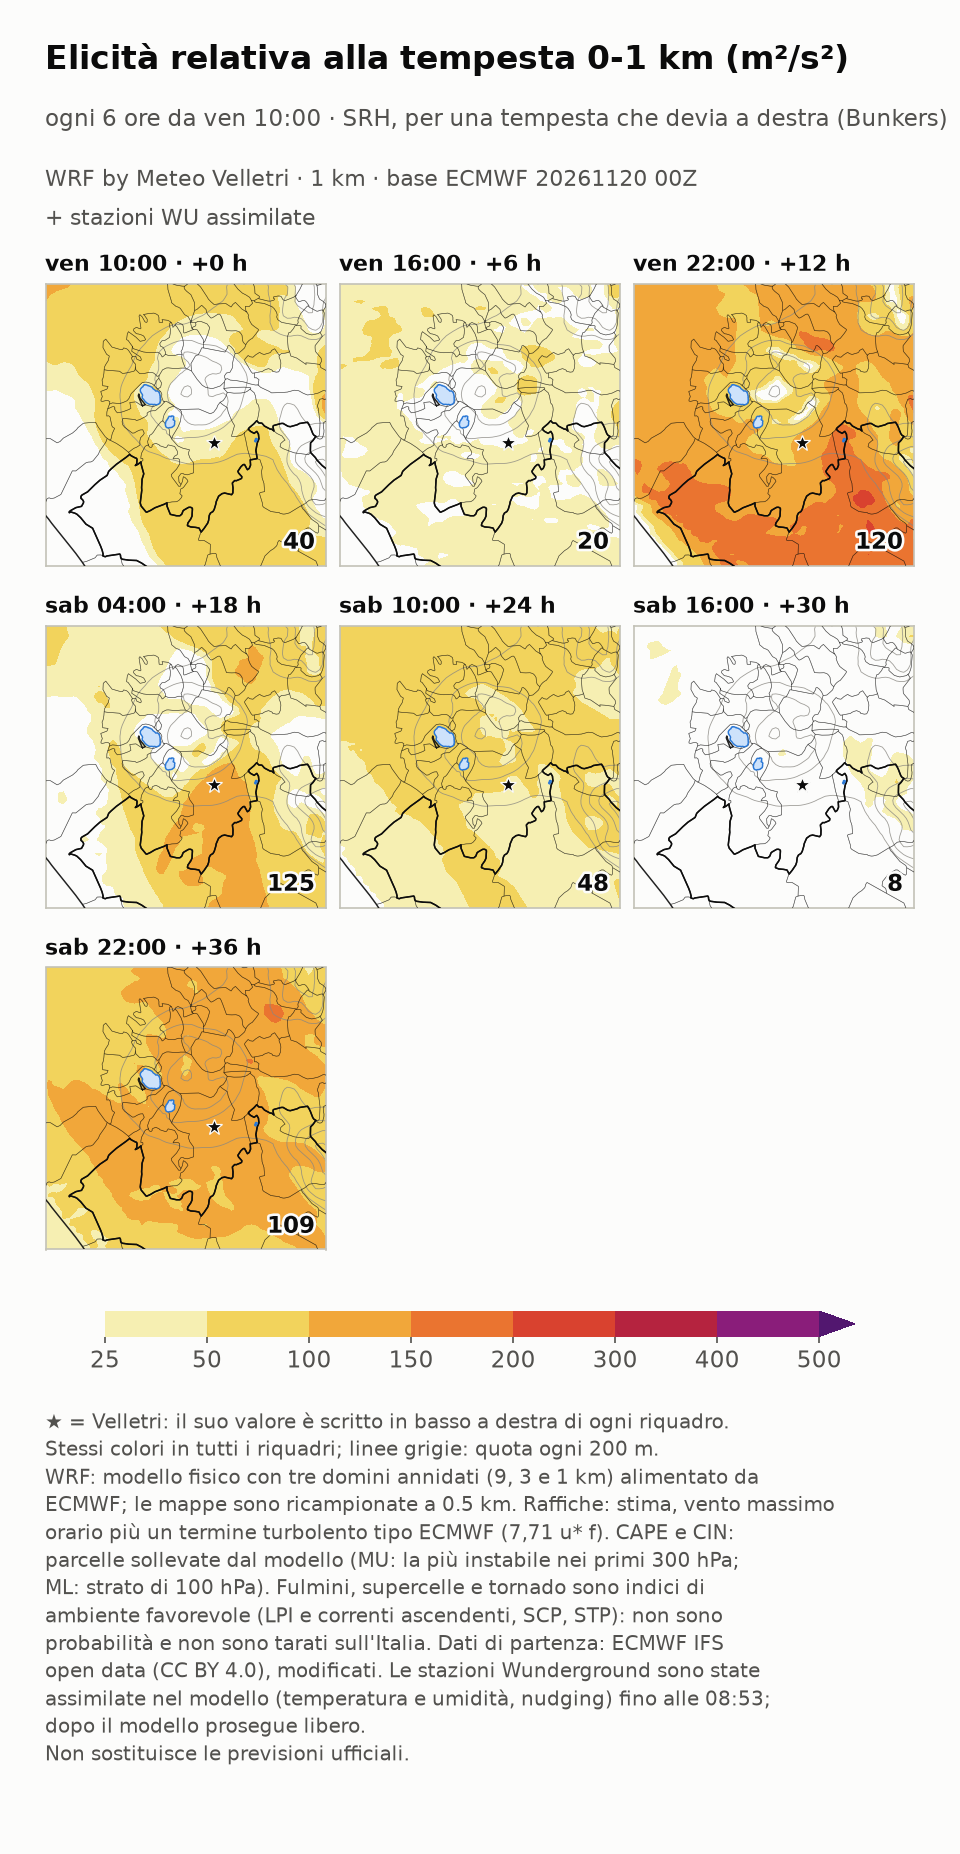 Elicità relativa alla tempesta 0-1 km (m²/s²)
ogni 6 ore da ven 10:00 · SRH, per una tempesta che devia a destra (Bunkers)
WRF by Meteo Velletri · 1 km · base ECMWF 20261120 00Z
+ stazioni WU assimilate
ven 10:00 · +0 h
ven 16:00 · +6 h
ven 22:00 · +12 h
40
20
120
sab 04:00 · +18 h
sab 10:00 · +24 h
sab 16:00 · +30 h
125
48
8
sab 22:00 · +36 h
109
25 50 100 150 200 300 400 500
★ = Velletri: il suo valore è scritto in basso a destra di ogni riquadro.
Stessi colori in tutti i riquadri; linee grigie: quota ogni 200 m.
WRF: modello fisico con tre domini annidati (9, 3 e 1 km) alimentato da
ECMWF; le mappe sono ricampionate a 0.5 km. Raffiche: stima, vento massimo
orario più un termine turbolento tipo ECMWF (7,71 u* f). CAPE e CIN:
parcelle sollevate dal modello (MU: la più instabile nei primi 300 hPa;
ML: strato di 100 hPa). Fulmini, supercelle e tornado sono indici di
ambiente favorevole (LPI e correnti ascendenti, SCP, STP): non sono
probabilità e non sono tarati sull'Italia. Dati di partenza: ECMWF IFS
open data (CC BY 4.0), modificati. Le stazioni Wunderground sono state
assimilate nel modello (temperatura e umidità, nudging) fino alle 08:53;
dopo il modello prosegue libero.
Non sostituisce le previsioni ufficiali.